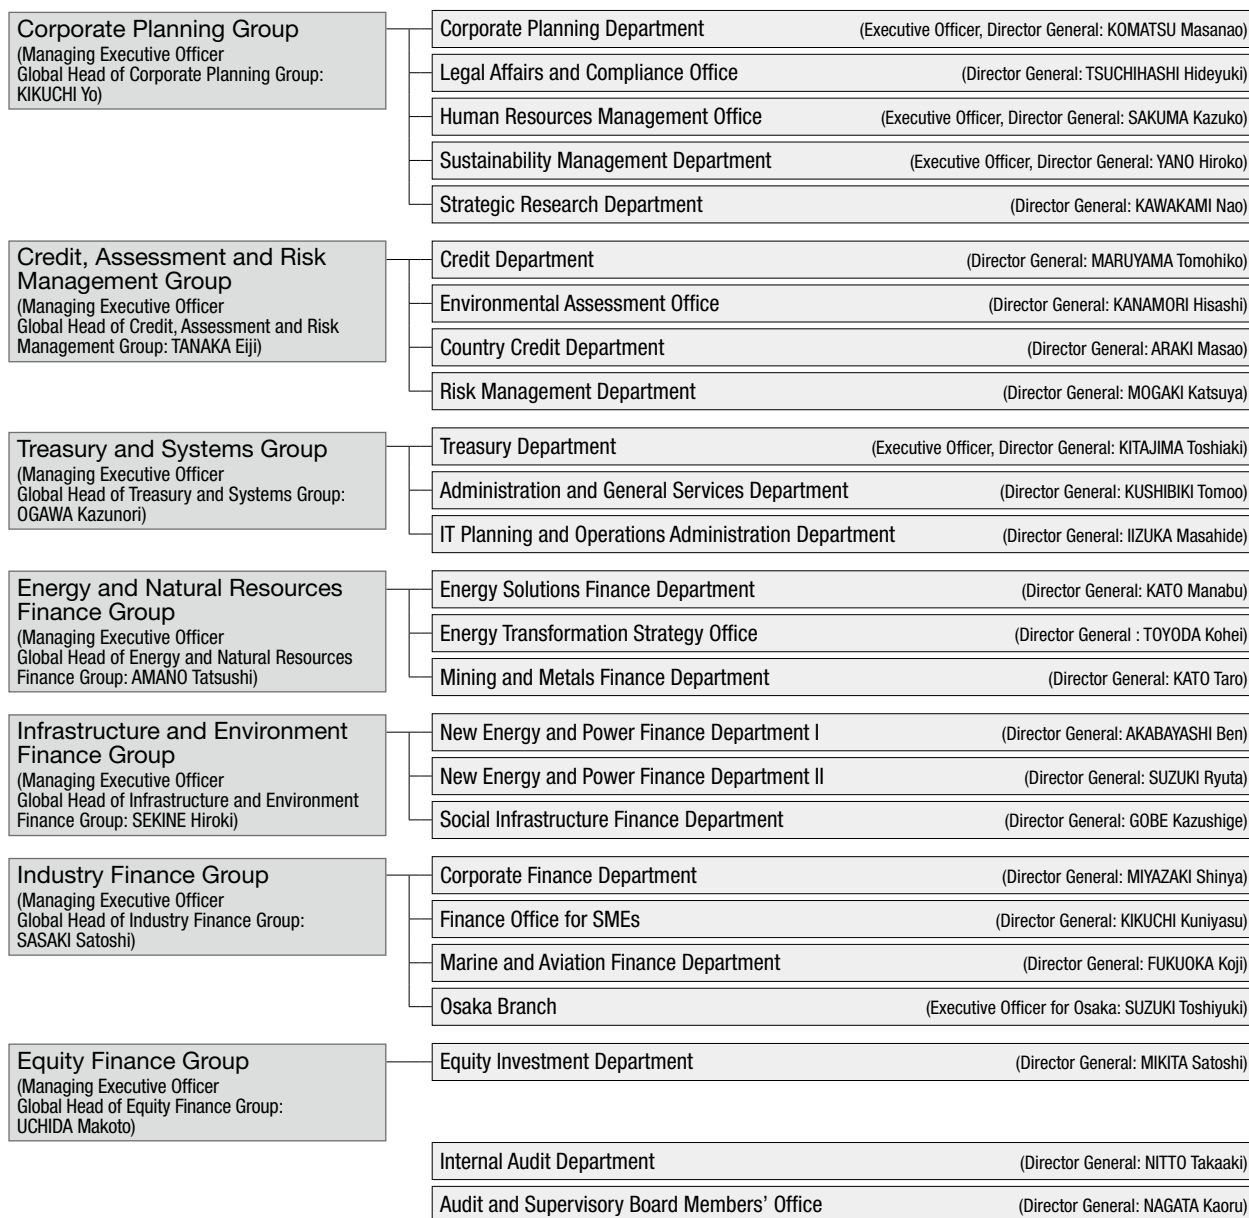 Corporate Planning Group
(Managing Executive Officer
Global Head of Corporate Planning Group:
KIKUCHI Yo)
Corporate Planning Department (Executive Officer, Director General: KOMATSU Masanao)
Legal Affairs and Compliance Office (Director General: TSUCHIHASHI Hideyuki)
Human Resources Management Office (Executive Officer, Director General: SAKUMA Kazuko)
Sustainability Management Department (Executive Officer, Director General: YANO Hiroko)
Strategic Research Department (Director General: KAWAKAMI Nao)
Credit, Assessment and Risk
Management Group
(Managing Executive Officer
Global Head of Credit, Assessment and Risk
Management Group: TANAKA Eiji)
Credit Department (Director General: MARUYAMA Tomohiko)
Environmental Assessment Office (Director General: KANAMORI Hisashi)
Country Credit Department (Director General: ARAKI Masao)
Risk Management Department (Director General: MOGAKI Katsuya)
Treasury and Systems Group
(Managing Executive Officer
Global Head of Treasury and Systems Group:
OGAWA Kazunori)
Treasury Department (Executive Officer, Director General: KITAJIMA Toshiaki)
Administration and General Services Department (Director General: KUSHIBIKI Tomoo)
IT Planning and Operations Administration Department (Director General: IIZUKA Masahide)
Energy and Natural Resources
Finance Group
(Managing Executive Officer
Global Head of Energy and Natural Resources
Finance Group: AMANO Tatsushi)
Energy Solutions Finance Department (Director General: KATO Manabu)
Energy Transformation Strategy Office (Director General : TOYODA Kohei)
Mining and Metals Finance Department (Director General: KATO Taro)
Infrastructure and Environment
Finance Group
(Managing Executive Officer
Global Head of Infrastructure and Environment
Finance Group: SEKINE Hiroki)
New Energy and Power Finance Department I (Director General: AKABAYASHI Ben)
New Energy and Power Finance Department II (Director General: SUZUKI Ryuta)
Social Infrastructure Finance Department (Director General: GOBE Kazushige)
Industry Finance Group
(Managing Executive Officer
Global Head of Industry Finance Group:
SASAKI Satoshi)
Corporate Finance Department (Director General: MIYAZAKI Shinya)
Finance Office for SMEs (Director General: KIKUCHI Kuniyasu)
Marine and Aviation Finance Department (Director General: FUKUOKA Koji)
Osaka Branch (Executive Officer for Osaka: SUZUKI Toshiyuki)
Equity Finance Group
(Managing Executive Officer
Global Head of Equity Finance Group:
UCHIDA Makoto)
Equity Investment Department (Director General: MIKITA Satoshi)
Internal Audit Department (Director General: NITTO Takaaki)
Audit and Supervisory Board Members' Office (Director General: NAGATA Kaoru)